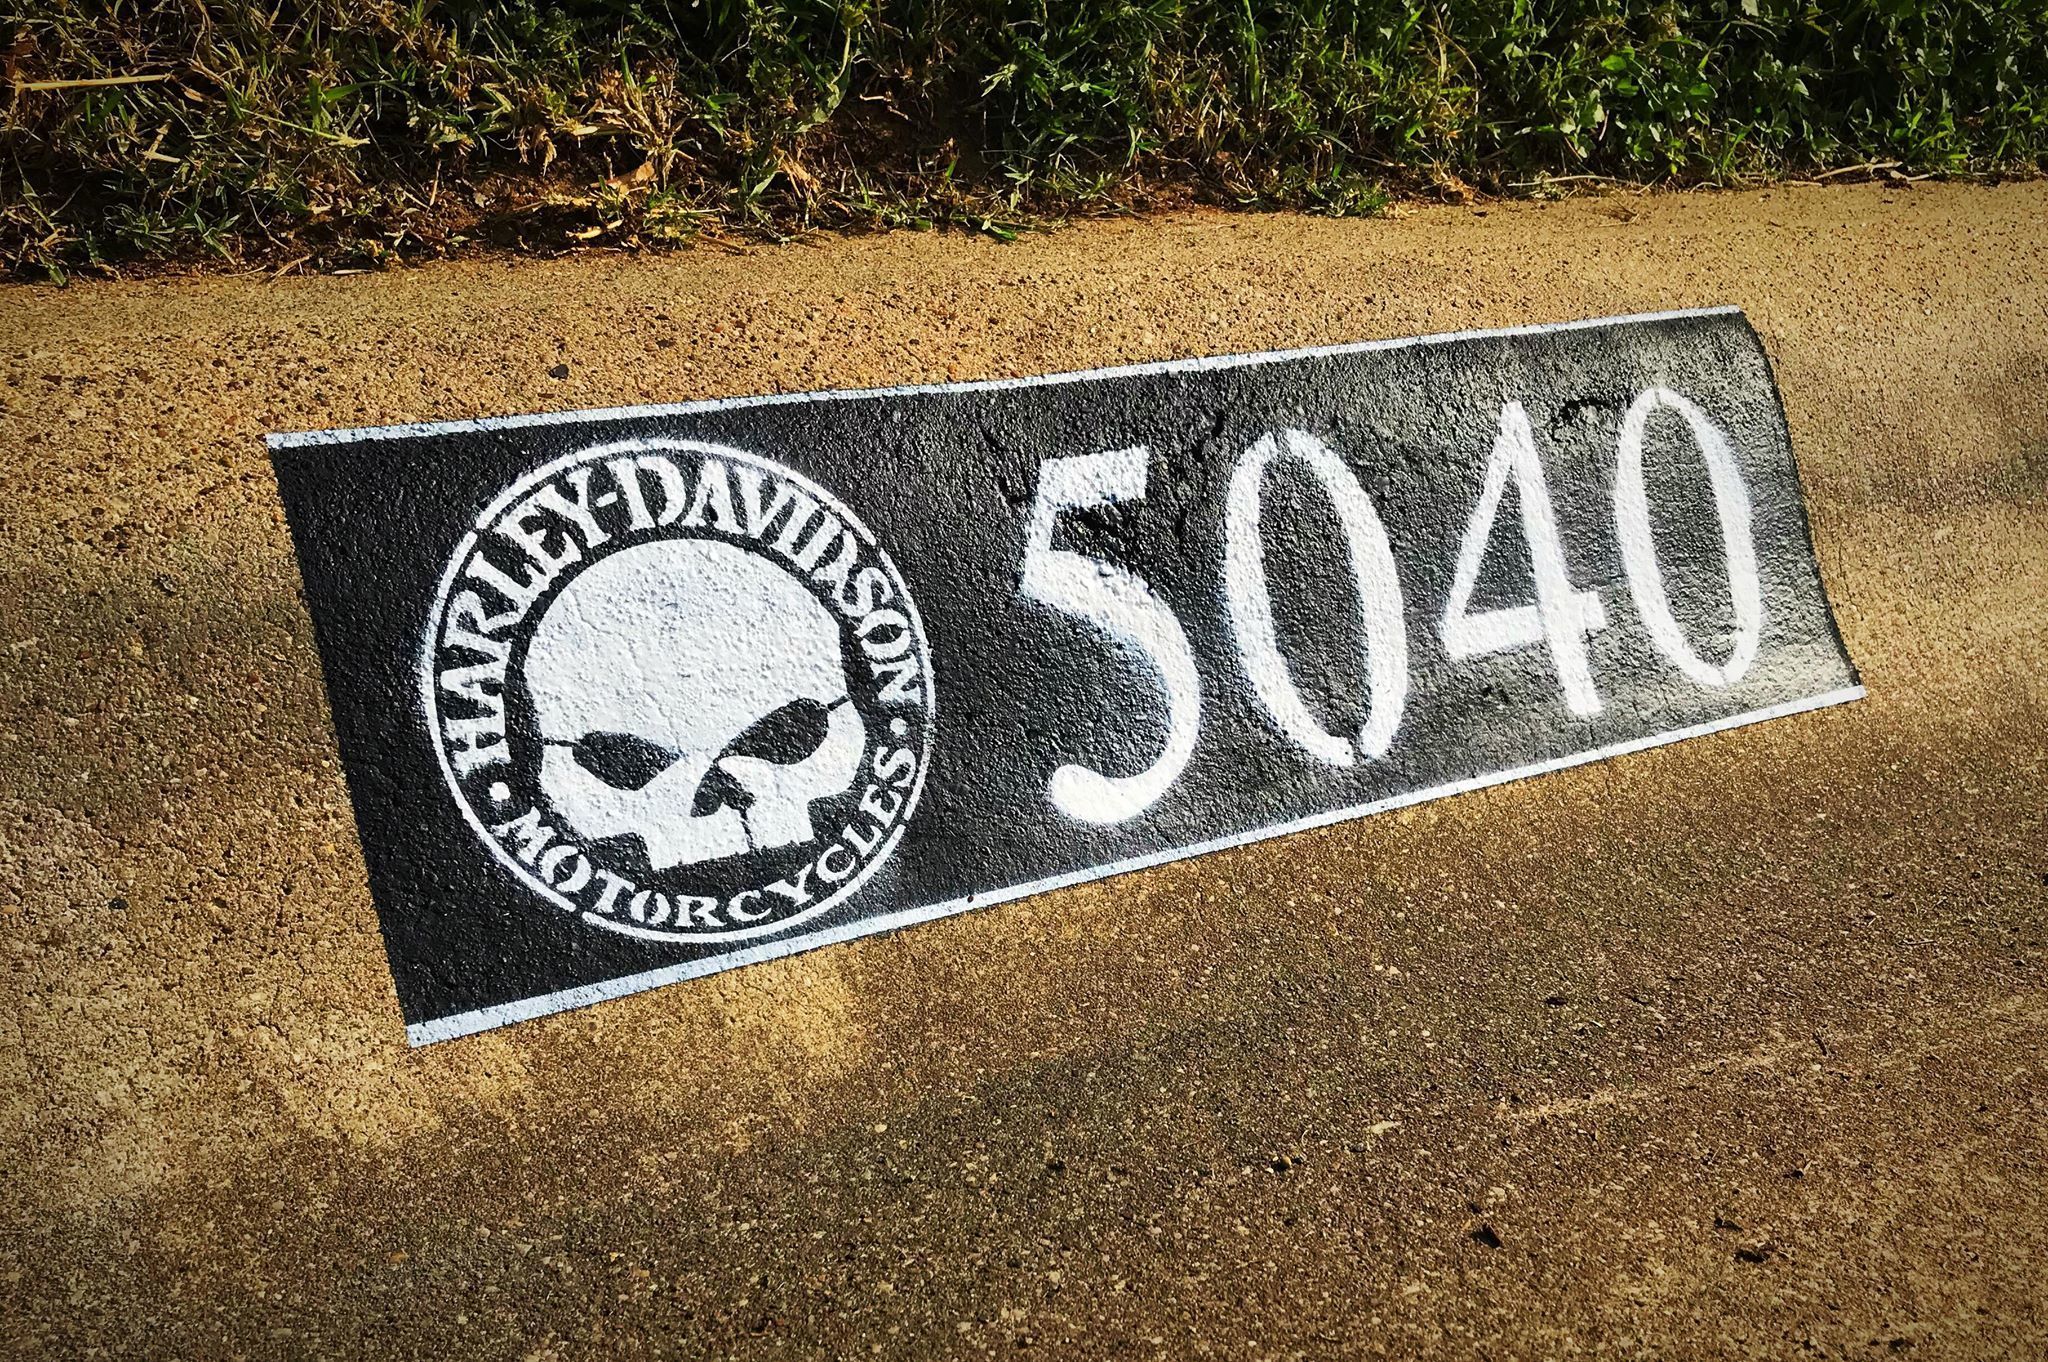 HARLEY-DAVIDSON
• MOTORCYCLES •
5040